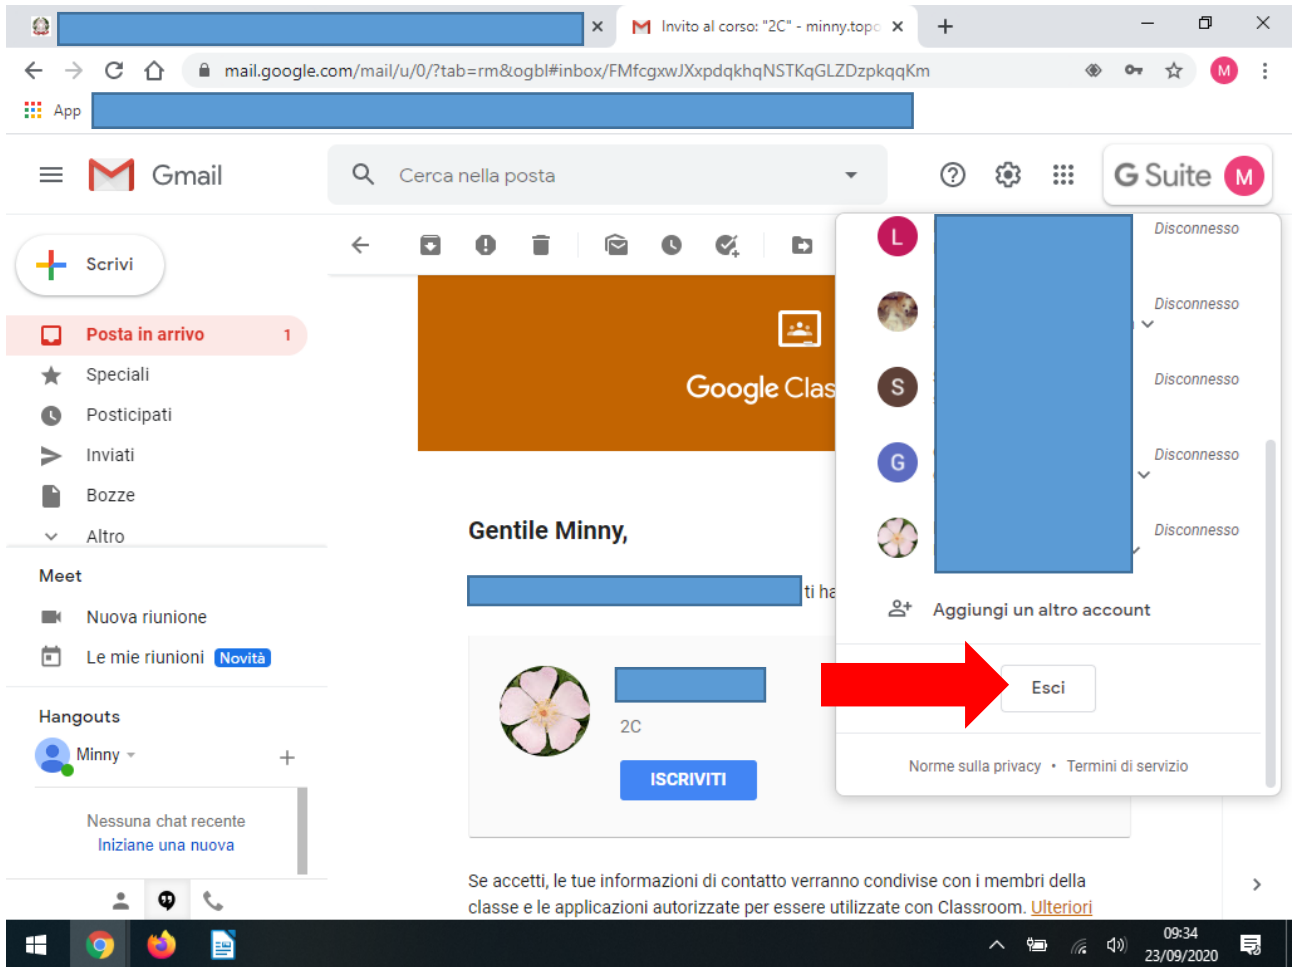 Invito al corso: "2C" - minny.topo
mail.google.com/mail/u/0/?tab=rm&ogbl#inbox/FMfcgxwJXxpdqkhqNSTKqGLZDzpkqqKm
M
App
Gmail
Cerca nella posta
G Suite
M
Scrivi
Posta in arrivo 1
Speciali
Posticipati
Inviati
Bozze
Altro
Meet
Nuova riunione
Le mie riunioni Novità
Hangouts
Minny
Nessuna chat recente
Iniziane una nuova
Google Clas
Gentile Minny,
ti ha
2C
ISCRIVITI
Se accetti, le tue informazioni di contatto verranno condivise con i membri della
classe e le applicazioni autorizzate per essere utilizzate con Classroom. Ulteriori
L
Disconnesso
Disconnesso
S
Disconnesso
G
Disconnesso
Disconnesso
Aggiungi un altro account
Esci
Norme sulla privacy • Termini di servizio
09:34
23/09/2020